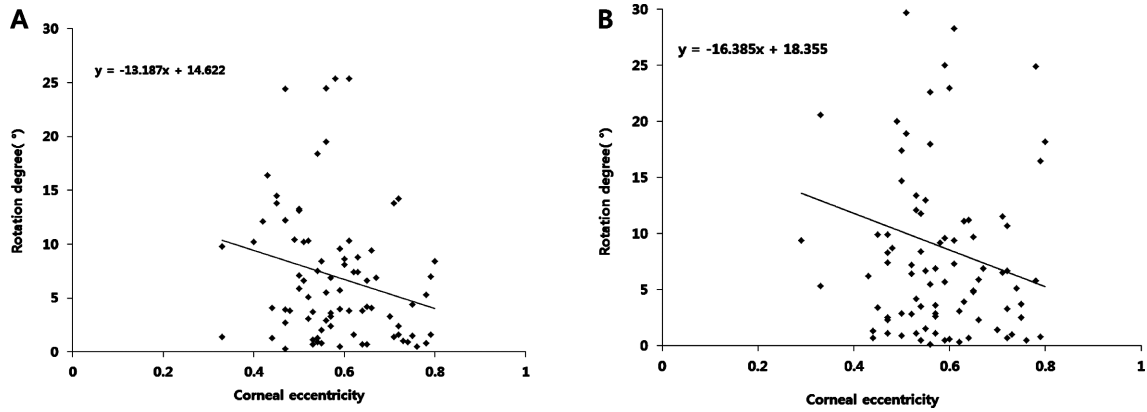 A
30
25
20
15
10
5
0
Rotation degree( °)
y = -13.187x + 14.622
0 0.2 0.4 0.6 0.8 1
Corneal eccentricity
B
30
25
20
15
10
5
0
Rotation degree( °)
y = -16.385x + 18.355
0 0.2 0.4 0.6 0.8 1
Corneal eccentricity